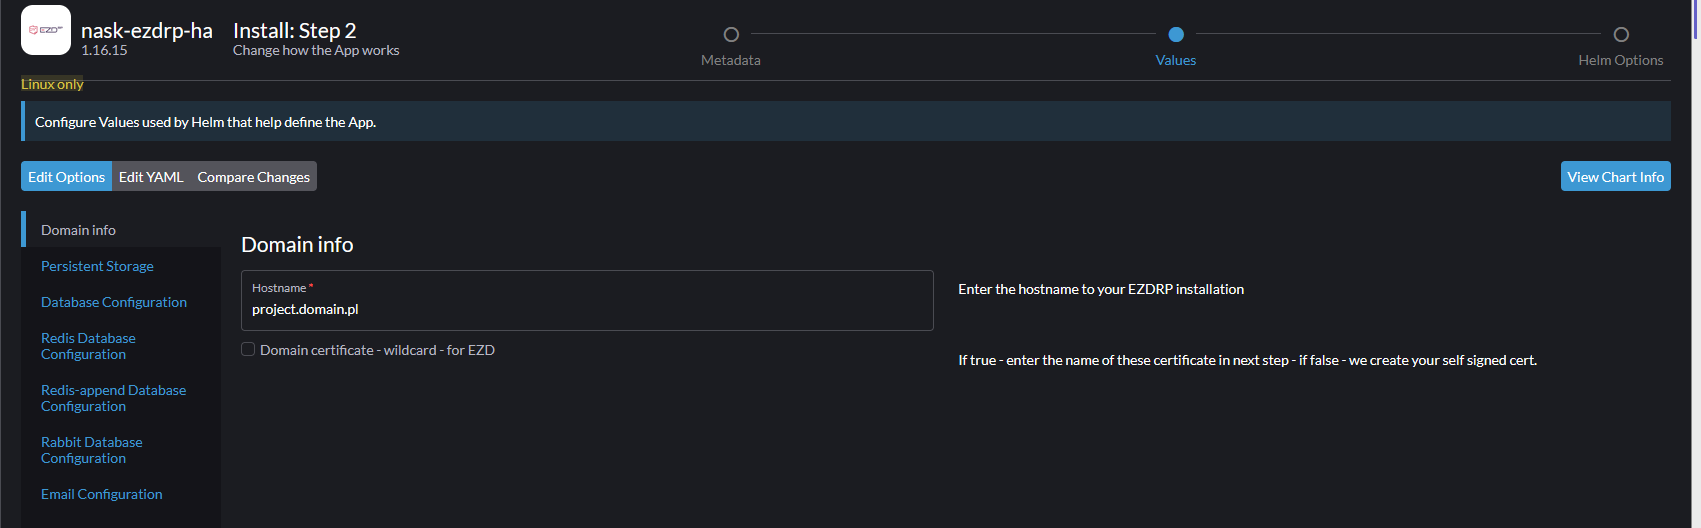 EZD RP
nask-ezdrp-ha
1.16.15
Install: Step 2
Change how the App works
Metadata
Values
Helm Options
Linux only
Configure Values used by Helm that help define the App.
Edit Options
Edit YAML
Compare Changes
View Chart Info
Domain info
Persistent Storage
Database Configuration
Redis Database
Configuration
Redis-append Database
Configuration
Rabbit Database
Configuration
Email Configuration
Domain info
Hostname *
project.domain.pl
Enter the hostname to your EZDRP installation
Domain certificate - wildcard - for EZD
If true - enter the name of these certificate in next step - if false - we create your self signed cert.